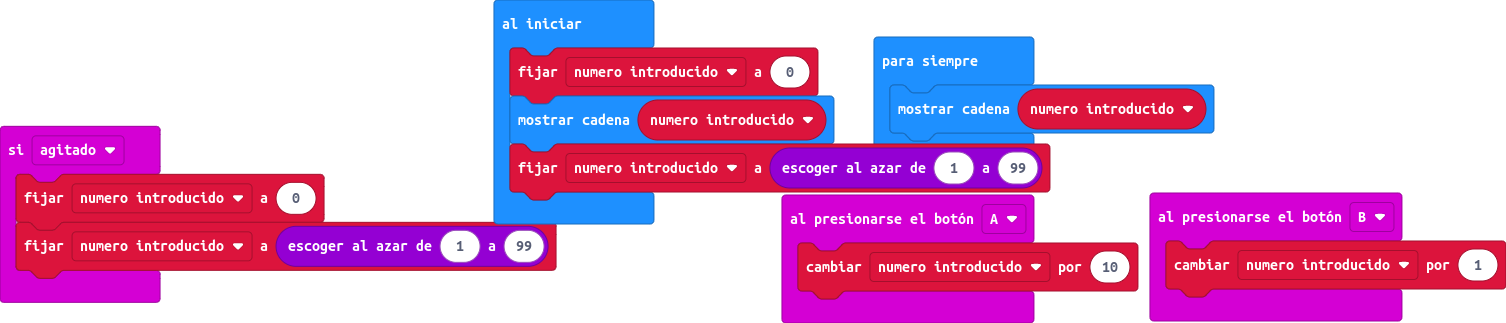 si agitado
fijar numero introducido a 0
fijar numero introducido a escoger al azar de 1 a 99
al iniciar
fijar numero introducido a 0
mostrar cadena numero introducido
fijar numero introducido a escoger al azar de 1 a 99
para siempre
mostrar cadena numero introducido
al presionarse el botón A
cambiar numero introducido por 10
al presionarse el botón B
cambiar numero introducido por 1